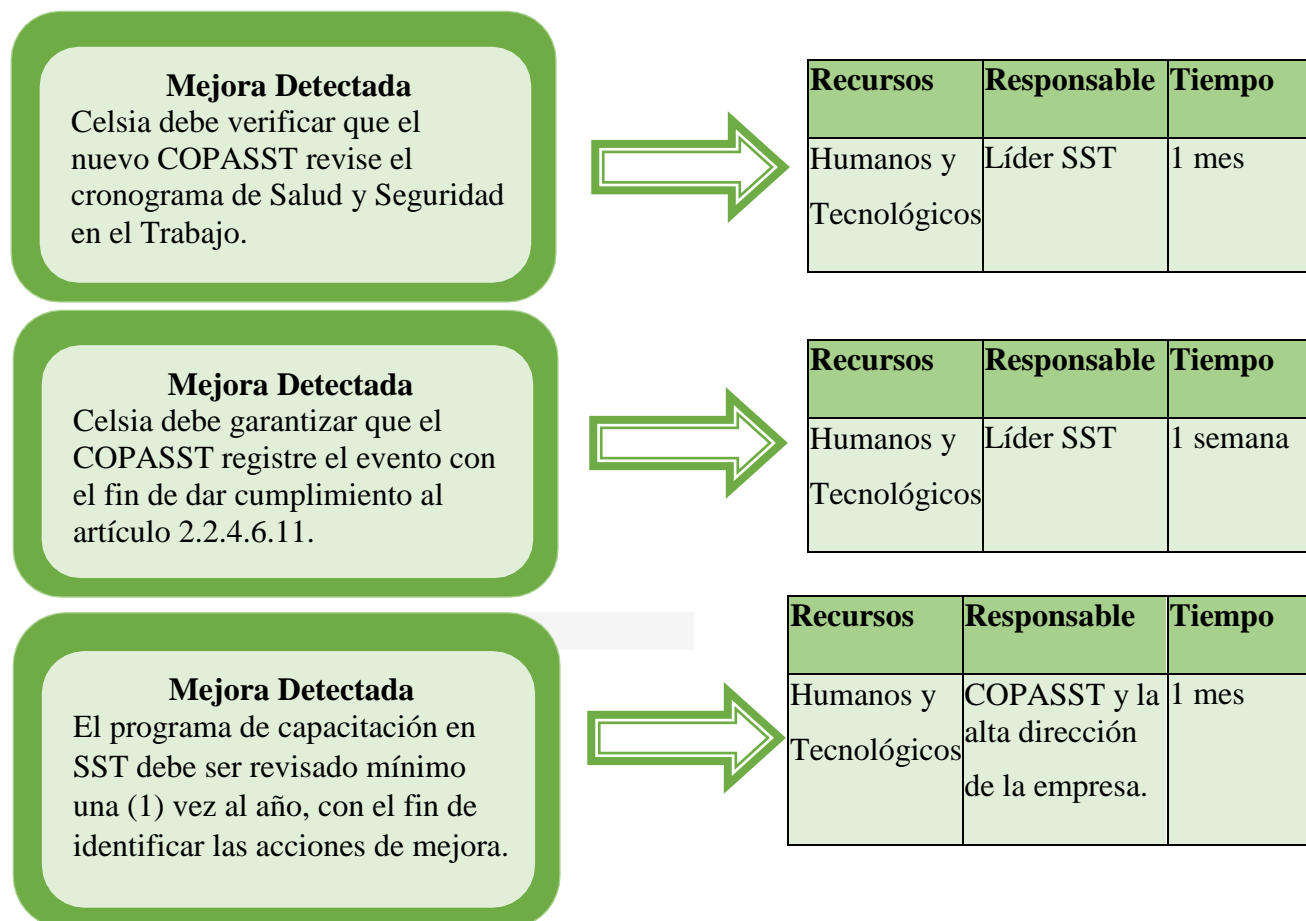 Mejora Detectada
Celsia debe verificar que el
nuevo COPASST revise el
cronograma de Salud y Seguridad
en el Trabajo.
Recursos Responsable Tiempo
Humanos y Líder SST 1 mes
Tecnológicos
Mejora Detectada
Celsia debe garantizar que el
COPASST registre el evento con
el fin de dar cumplimiento al
artículo 2.2.4.6.11.
Recursos Responsable Tiempo
Humanos y Líder SST 1 semana
Tecnológicos
Mejora Detectada
El programa de capacitación en
SST debe ser revisado mínimo
una (1) vez al año, con el fin de
identificar las acciones de mejora.
Recursos Responsable Tiempo
Humanos y COPASST y la 1 mes
Tecnológicos alta dirección
de la empresa.